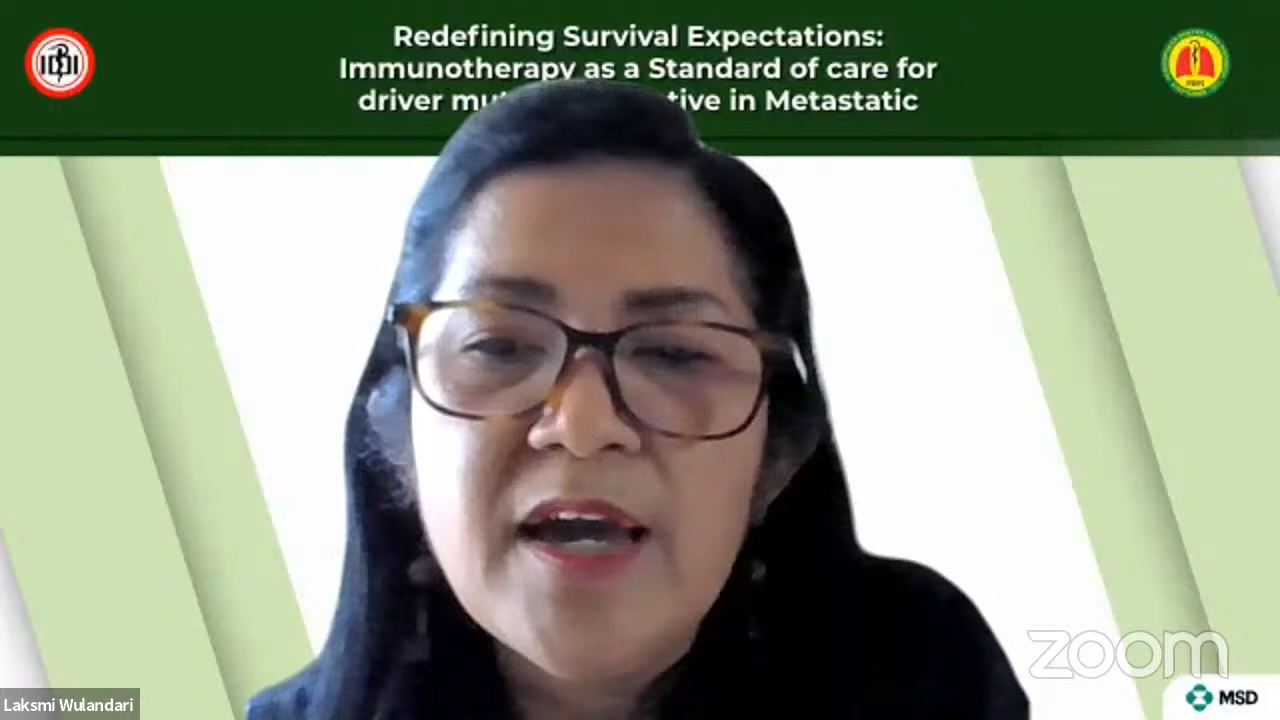 Redefining Survival Expectations:
Immunotherapy as a Standard of care for
driver in Metastatic
zoom
Laksmi Wulandari
MSD